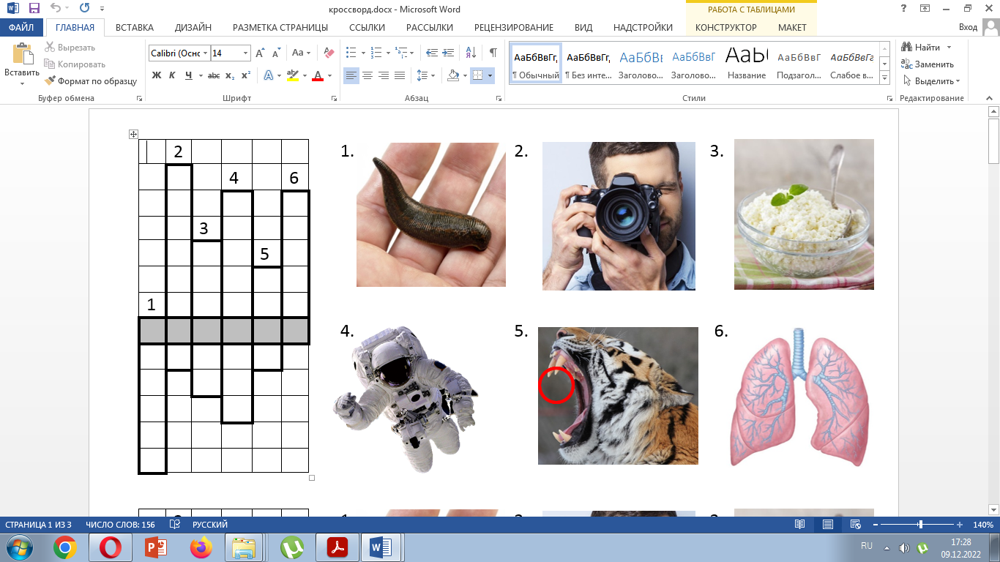 кроссворд.docx - Microsoft Word
РАБОТА С ТАБЛИЦАМИ
ФАЙЛ ГЛАВНАЯ ВСТАВКА ДИЗАЙН РАЗМЕТКА СТРАНИЦЫ ССЫЛКИ РАССЫЛКИ РЕЦЕНЗИРОВАНИЕ ВИД НАДСТРОЙКИ КОНСТРУКТОР МАКЕТ Вход
Вставить
Вырезать
Копировать
Формат по образцу
Буфер обмена
Calibri (Оснс 14
Ж К Ч abc x₂ x²
Шрифт
Абзац
АаБбВвГг, АаБбВвГг, АаБбВв АаБбВвГ АаЬ АаБбВвГ АаБбВвГг
¶ Обычный ¶ Без инте... Заголово... Заголово... Название Подзагол... Слабое в...
Стили
Найти
Заменить
Выделить
Редактирование
2
4 6
3
5
1
1. 2. 3.
4. 5. 6.
СТРАНИЦА 1 ИЗ 3 ЧИСЛО СЛОВ: 156 РУССКИЙ 140%
RU 17:28
09.12.2022